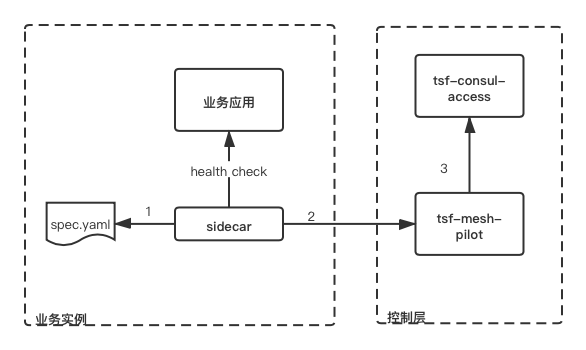 业务应用
health check
spec.yaml
1
sidecar
2
业务实例
tsf-consul-
access
3
tsf-mesh-
pilot
控制层